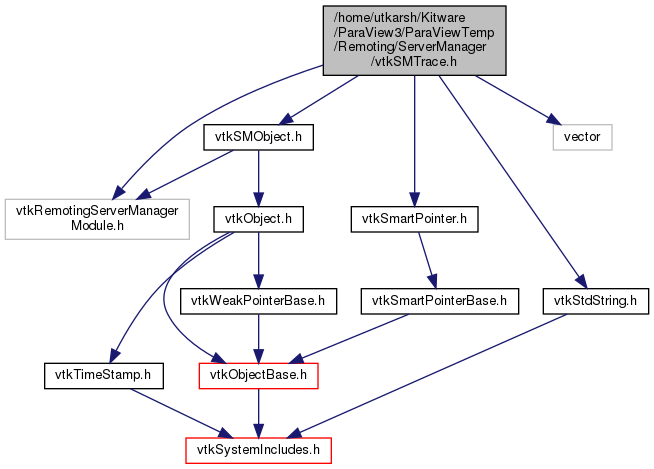 /home/utkarsh/Kitware
/ParaView3/ParaViewTemp
/Remoting/ServerManager
/vtkSMTrace.h
vtkSMObject.h
vector
vtkRemotingServerManager
Module.h
vtkObject.h
vtkSmartPointer.h
vtkWeakPointerBase.h
vtkSmartPointerBase.h
vtkStdString.h
vtkTimeStamp.h
vtkObjectBase.h
vtkSystemIncludes.h